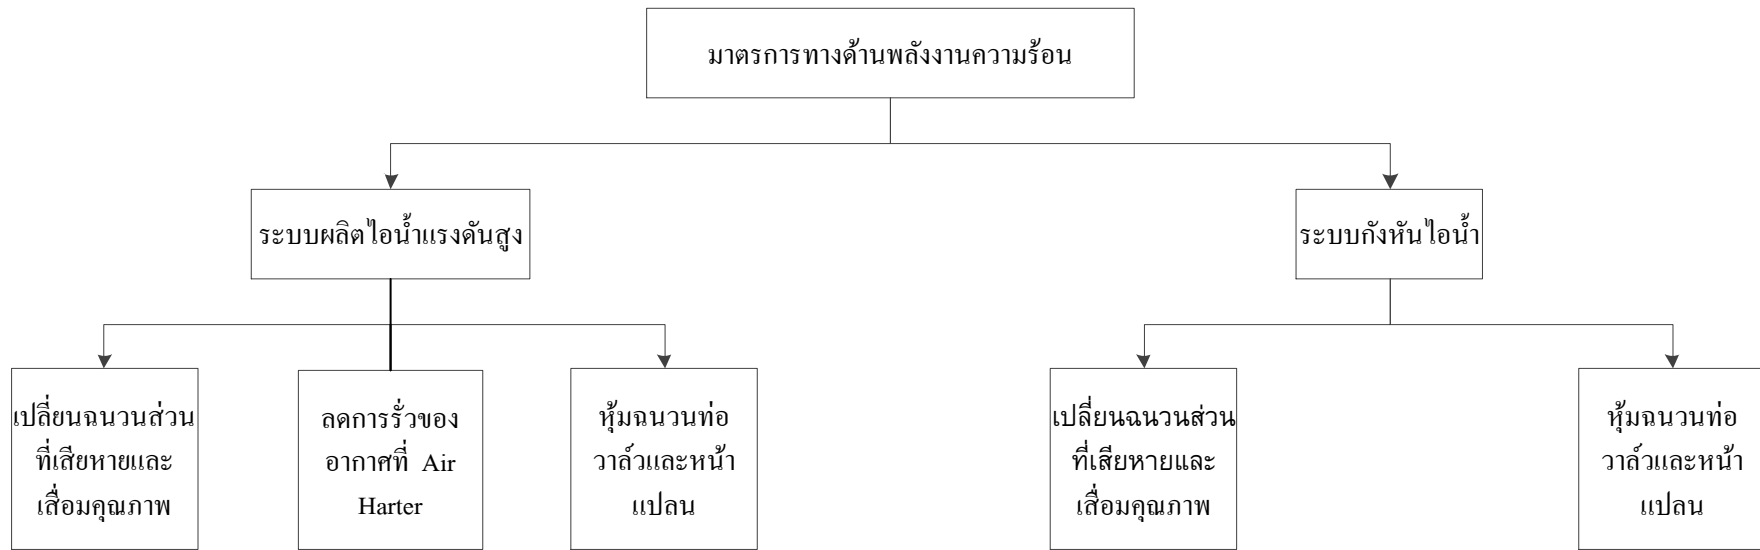 มาตรการทางด้านพลังงานความร้อน
ระบบผลิตไอน้ำแรงดันสูง
ระบบกังหันไอน้ำ
เปลี่ยนฉนวนส่วน
ที่เสียหายและ
เสื่อมคุณภาพ
ลดการรั่วของ
อากาศที่ Air
Harter
หุ้มฉนวนท่อ
วาล์วและหน้า
แปลน
เปลี่ยนฉนวนส่วน
ที่เสียหายและ
เสื่อมคุณภาพ
หุ้มฉนวนท่อ
วาล์วและหน้า
แปลน